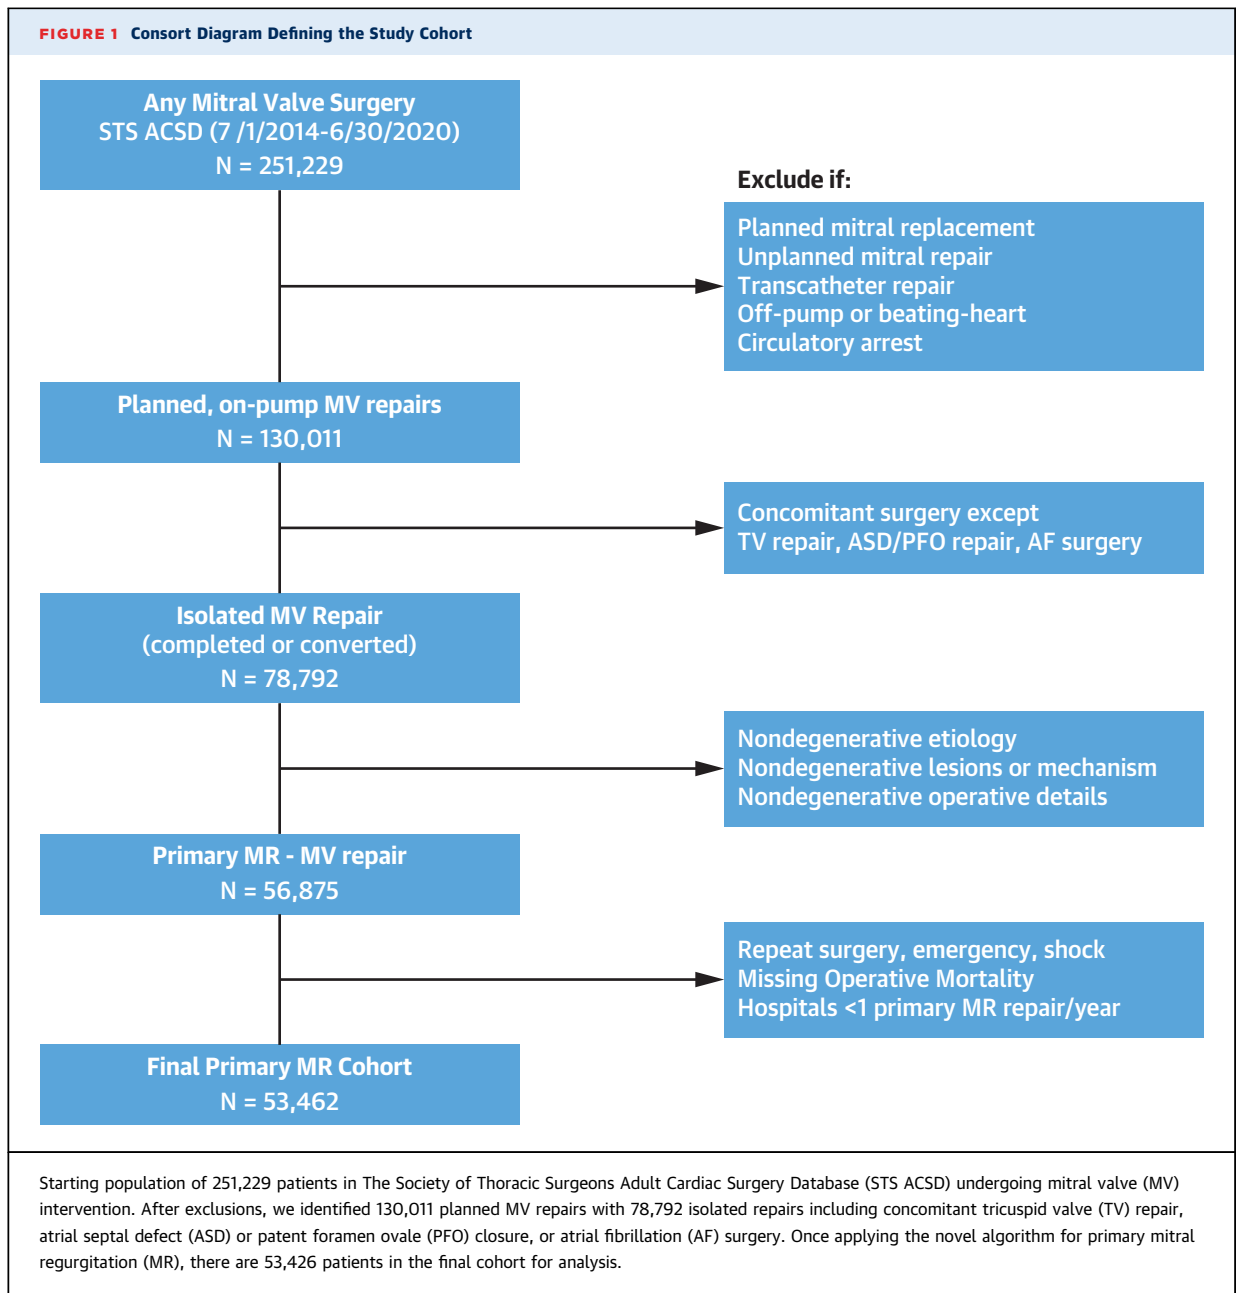 FIGURE 1 Consort Diagram Defining the Study Cohort
Any Mitral Valve Surgery
STS ACSD (7 /1/2014-6/30/2020)
N = 251,229
Exclude if:
Planned mitral replacement
Unplanned mitral repair
Transcatheter repair
Off-pump or beating-heart
Circulatory arrest
Planned, on-pump MV repairs
N = 130,011
Concomitant surgery except
TV repair, ASD/PFO repair, AF surgery
Isolated MV Repair
(completed or converted)
N = 78,792
Nondegenerative etiology
Nondegenerative lesions or mechanism
Nondegenerative operative details
Primary MR - MV repair
N = 56,875
Repeat surgery, emergency, shock
Missing Operative Mortality
Hospitals <1 primary MR repair/year
Final Primary MR Cohort
N = 53,462
Starting population of 251,229 patients in The Society of Thoracic Surgeons Adult Cardiac Surgery Database (STS ACSD) undergoing mitral valve (MV)
intervention. After exclusions, we identified 130,011 planned MV repairs with 78,792 isolated repairs including concomitant tricuspid valve (TV) repair,
atrial septal defect (ASD) or patent foramen ovale (PFO) closure, or atrial fibrillation (AF) surgery. Once applying the novel algorithm for primary mitral
regurgitation (MR), there are 53,426 patients in the final cohort for analysis.